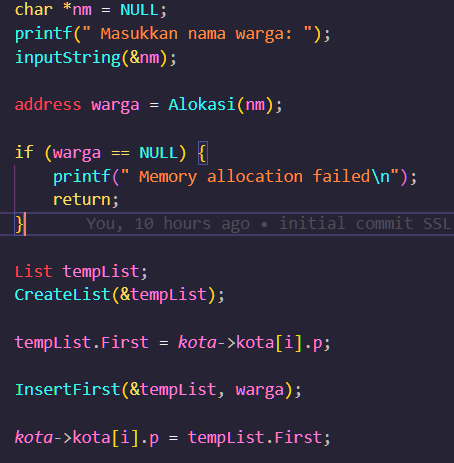 char *nm = NULL;
printf(" Masukkan nama warga: ");
inputString(&nm);
address warga = Alokasi(nm);
if (warga == NULL) {
printf(" Memory allocation failed\n");
return;
} You, 10 hours ago • initial commit SSL
List tempList;
CreateList(&tempList);
tempList.First = kota->kota[i].p;
InsertFirst(&tempList, warga);
kota->kota[i].p = tempList.First;